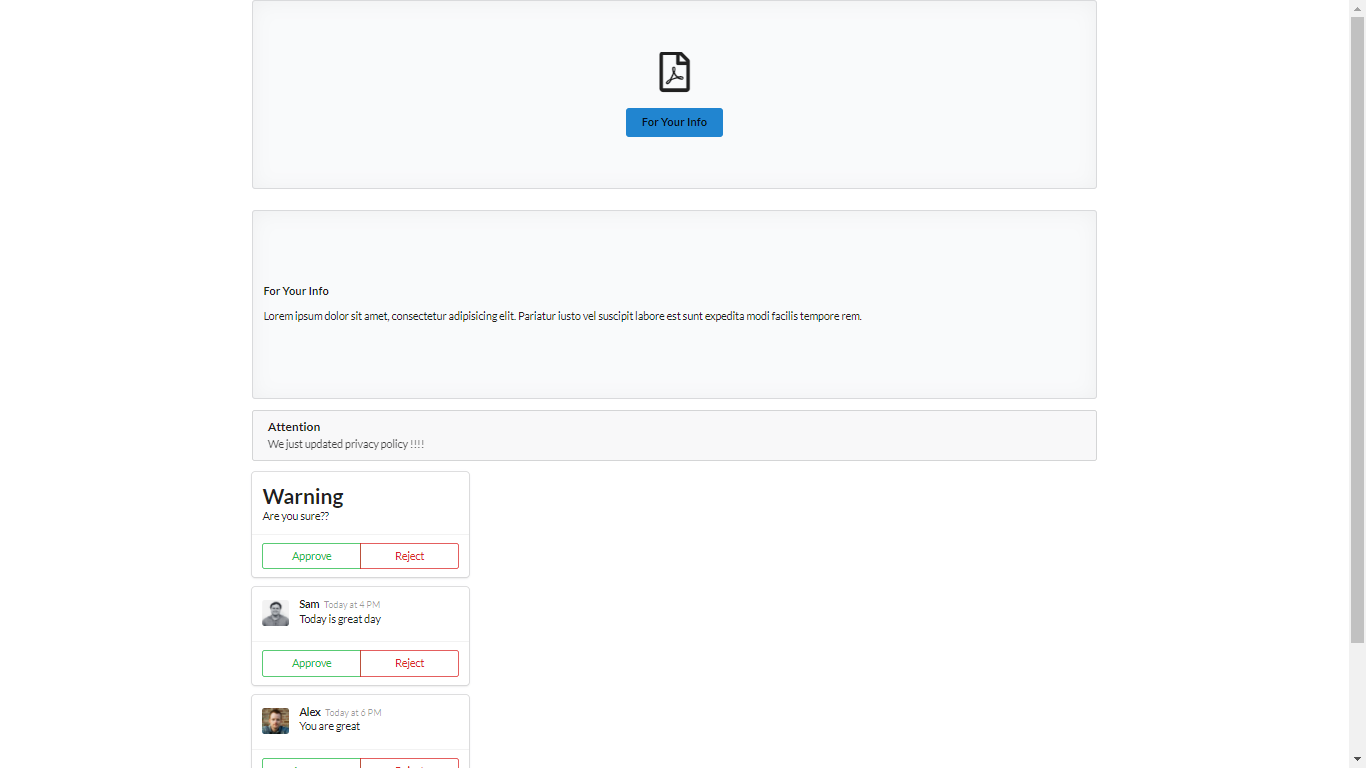 For Your Info
For Your Info
Lorem ipsum dolor sit amet, consectetur adipisicing elit. Pariatur iusto vel suscipit labore est sunt expedita modi facilis tempore rem.
Attention
We just updated privacy policy !!!!
Warning
Are you sure??
Approve Reject
Sam Today at 4 PM
Today is great day
Approve Reject
Alex Today at 6 PM
You are great